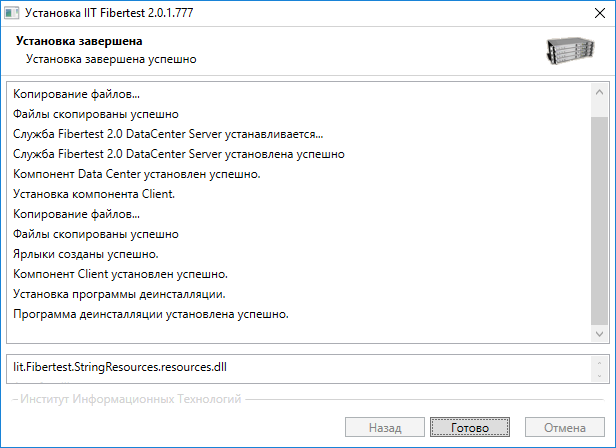 Установка IIT Fibertest 2.0.1.777
Установка завершена
Установка завершена успешно
Копирование файлов...
Файлы скопированы успешно
Служба Fibertest 2.0 DataCenter Server устанавливается...
Служба Fibertest 2.0 DataCenter Server установлена успешно
Компонент Data Center установлен успешно.
Установка компонента Client.
Копирование файлов...
Файлы скопированы успешно
Ярлыки созданы успешно.
Компонент Client установлен успешно.
Установка программы деинсталляции.
Программа деинсталляции установлена успешно.
Iit.Fibertest.StringResources.resources.dll
Институт Информационных Технологий
Назад
Готово
Отмена